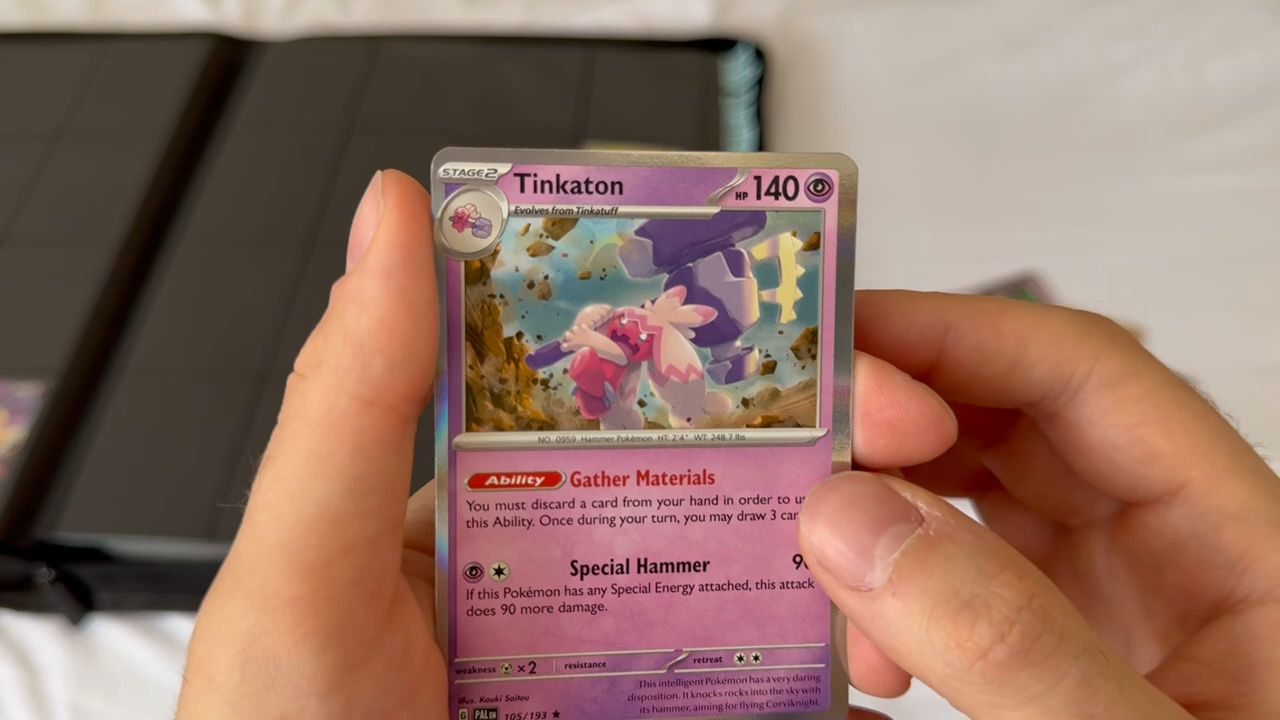 STAGE2
Tinkaton
HP 140
Evolves from Tinkatuff
NO. 0959 Hammer Pokémon HT: 2'4" WT: 248.7 lbs
Ability Gather Materials
You must discard a card from your hand in order to
this Ability. Once during your turn, you may draw 3
Special Hammer
If this Pokémon has any Special Energy attached, this attack
does 90 more damage.
weakness ×2 resistance retreat
This intelligent Pokémon has a very daring
disposition. It knocks rocks into the sky with
its hammer, aiming for flying Corviknight.
Illus. Kouki Saitou
G PAL EN 105/193 ★